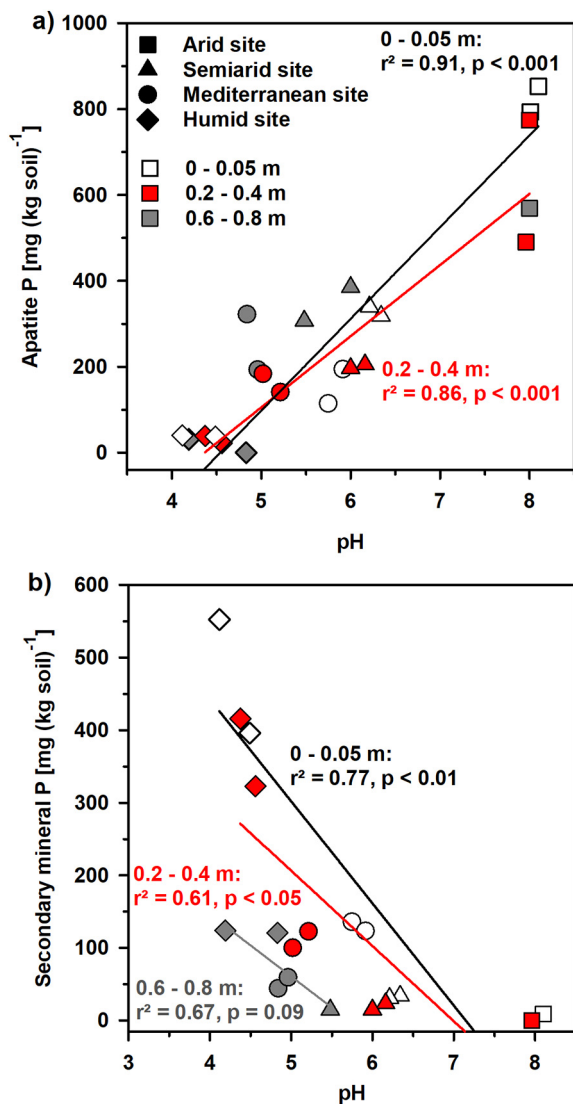 a)
Apatite P [mg (kg soil)⁻¹]
1000
800
600
400
200
0
Arid site
Semiarid site
Mediterranean site
Humid site
0 - 0.05 m
0.2 - 0.4 m
0.6 - 0.8 m
0 - 0.05 m:
r² = 0.91, p < 0.001
0.2 - 0.4 m:
r² = 0.86, p < 0.001
4 5 6 7 8
pH
b)
Secondary mineral P [mg (kg soil)⁻¹]
600
500
400
300
200
100
0
0 - 0.05 m:
r² = 0.77, p < 0.01
0.2 - 0.4 m:
r² = 0.61, p < 0.05
0.6 - 0.8 m:
r² = 0.67, p = 0.09
3 4 5 6 7 8
pH